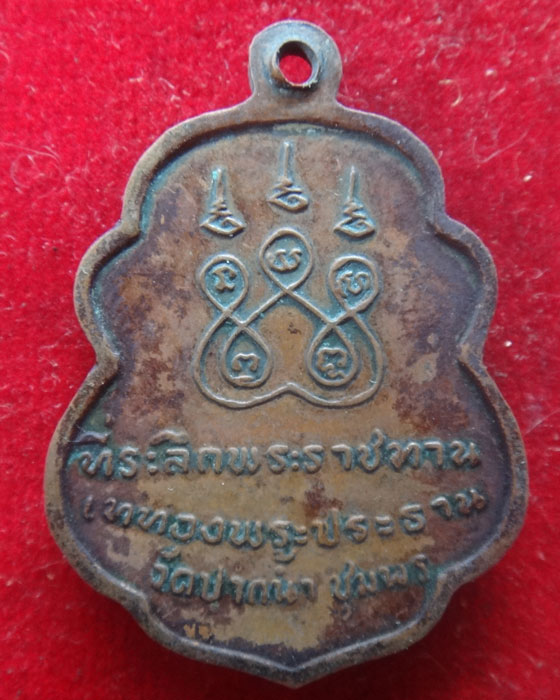 ที่ระลึกพระราชทาน
เททองพระประธาน
วัดปากน้ำ ชุมพร